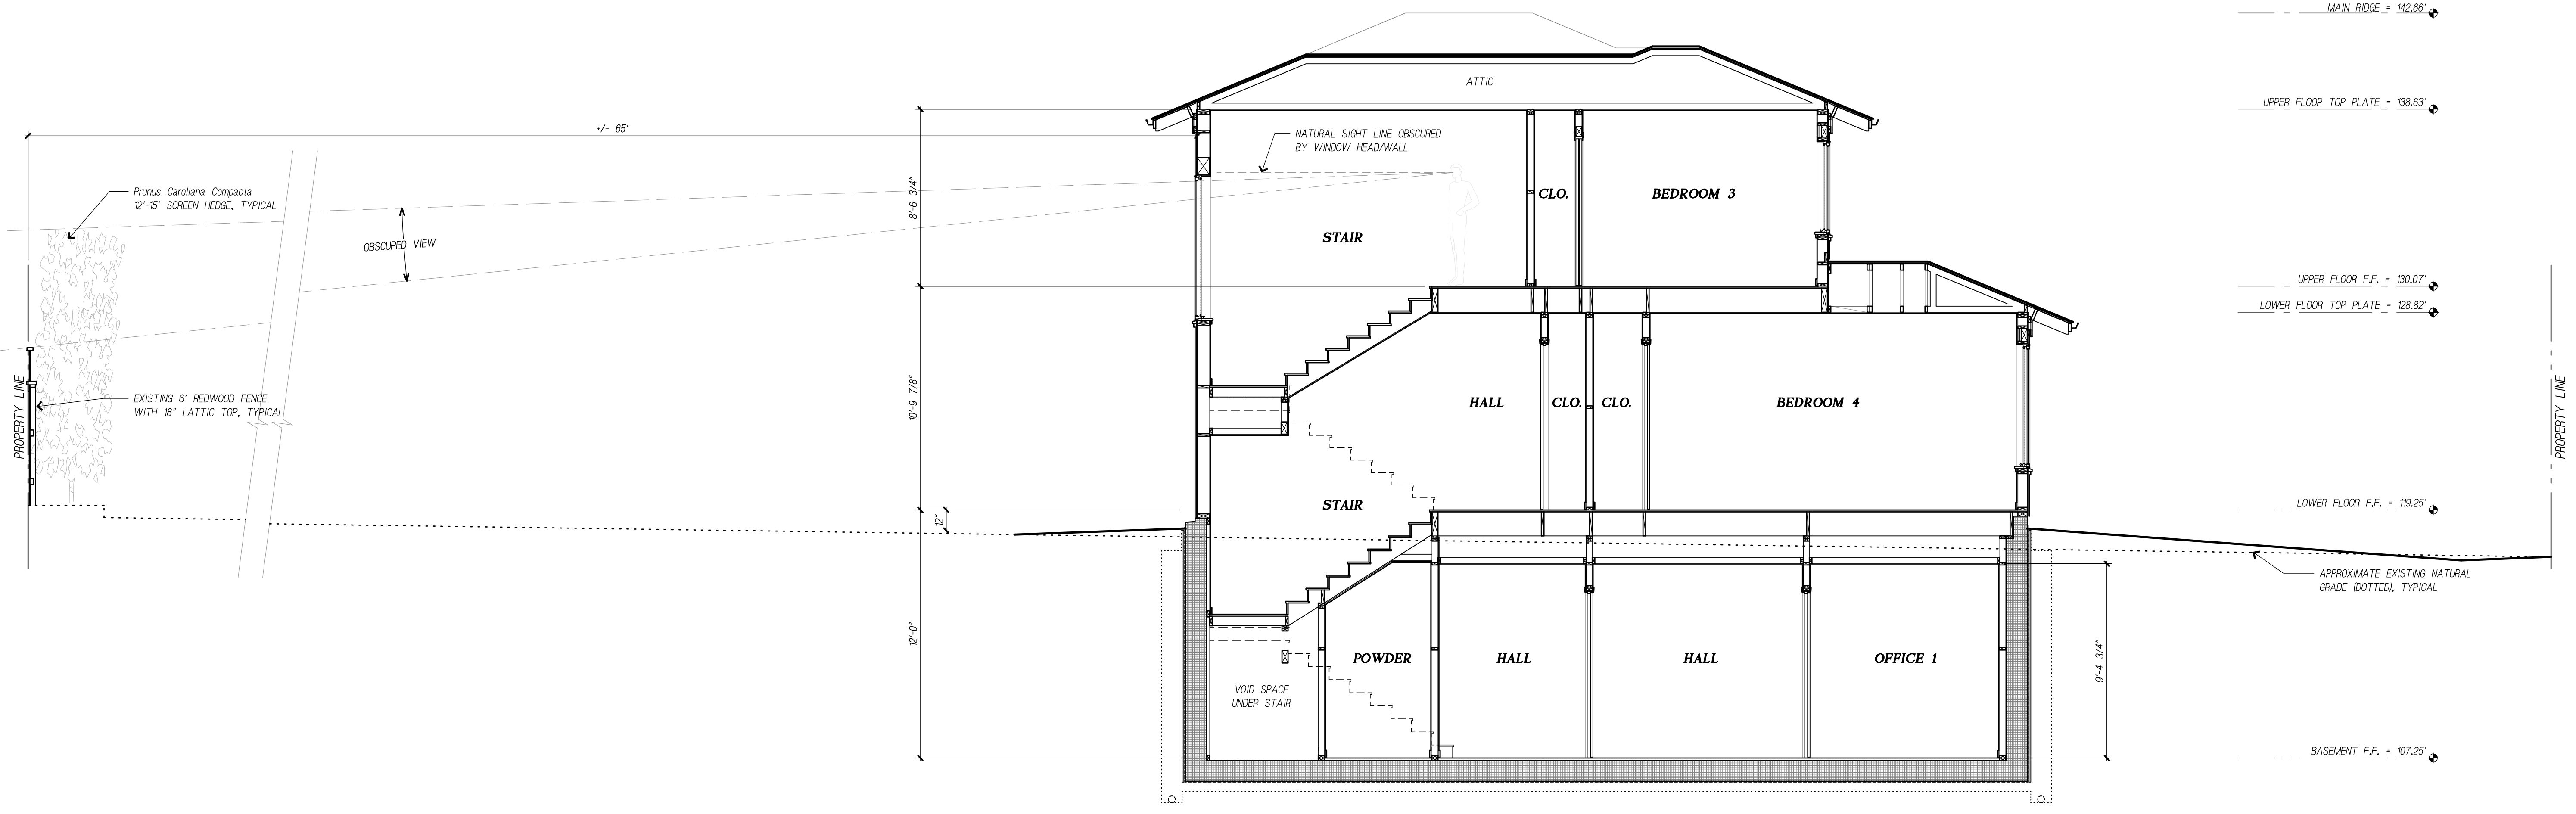 MAIN RIDGE = 142.66'
ATTIC
UPPER FLOOR TOP PLATE = 138.63'
+/- 65'
NATURAL SIGHT LINE OBSCURED
BY WINDOW HEAD/WALL
Prunus Caroliana Compacta
12'-15' SCREEN HEDGE, TYPICAL
8'-6 3/4"
CLO.
BEDROOM 3
STAIR
OBSCURED VIEW
UPPER FLOOR F.F. = 130.07'
LOWER FLOOR TOP PLATE = 128.82'
PROPERTY LINE
EXISTING 6' REDWOOD FENCE
WITH 18" LATTIC TOP, TYPICAL
10'-9 7/8"
HALL
CLO.
CLO.
BEDROOM 4
PROPERTY LINE
STAIR
LOWER FLOOR F.F. = 119.25'
12"
APPROXIMATE EXISTING NATURAL
GRADE (DOTTED), TYPICAL
12'-0"
POWDER
HALL
HALL
OFFICE 1
9'-4 3/4"
VOID SPACE
UNDER STAIR
BASEMENT F.F. = 107.25'